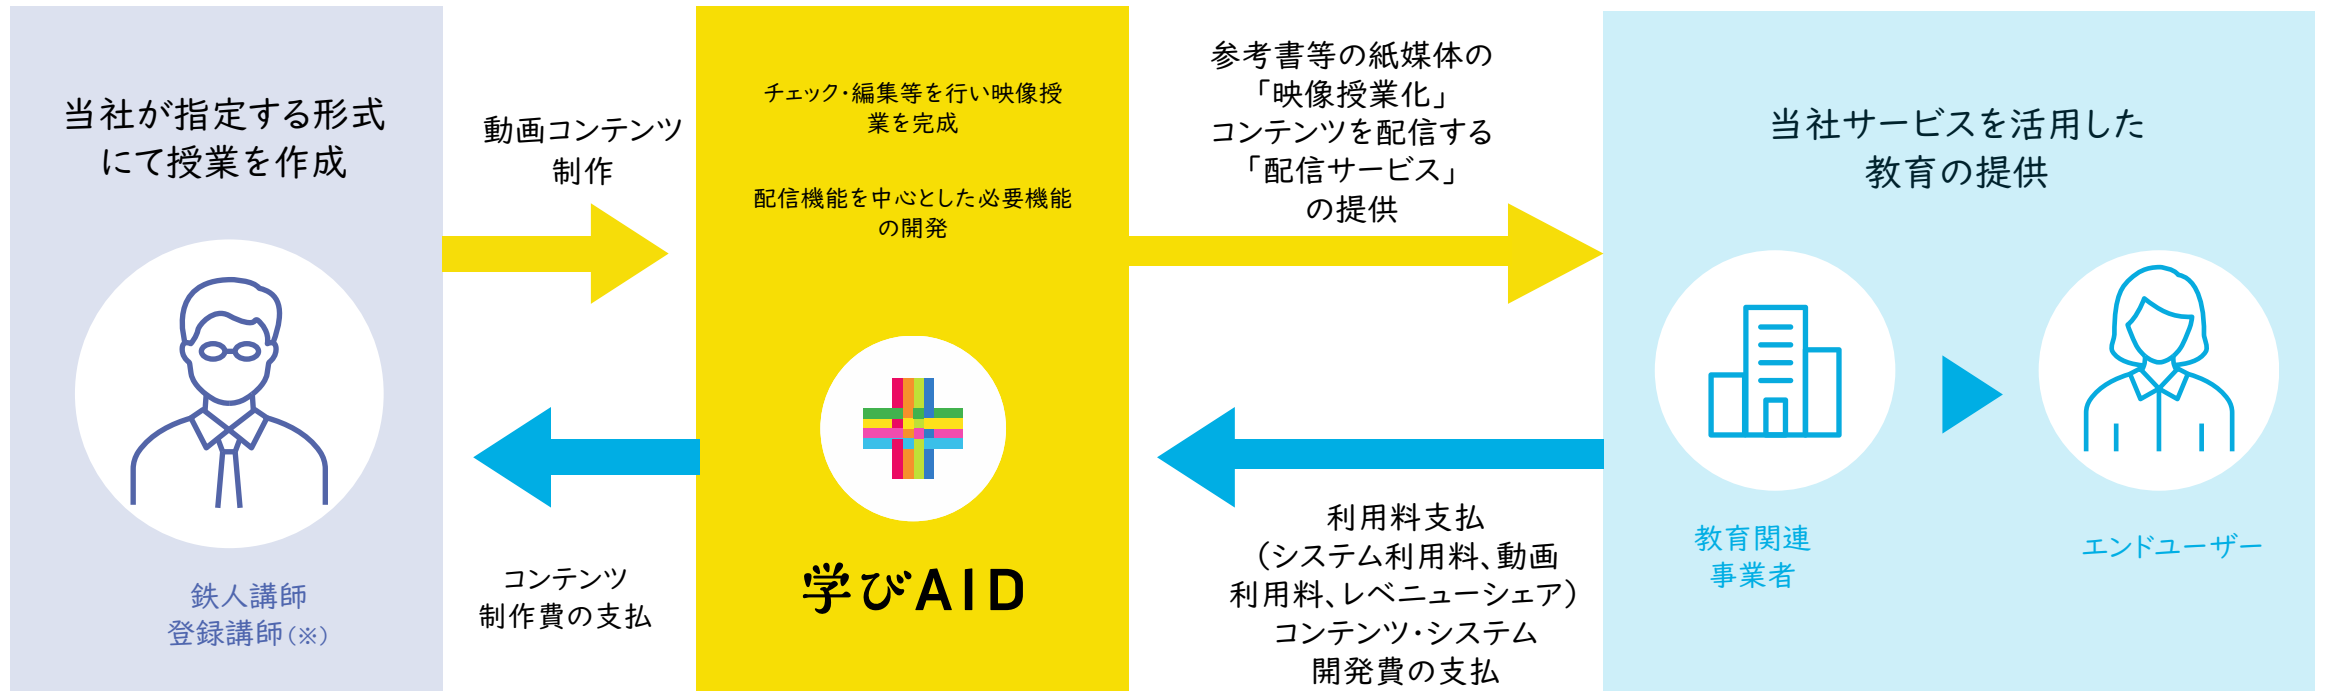 当社が指定する形式
にて授業を作成
鉄人講師
登録講師(※)
動画コンテンツ
制作
コンテンツ
制作費の支払
チェック・編集等を行い映像授
業を完成
配信機能を中心とした必要機能
の開発
学びAID
参考書等の紙媒体の
「映像授業化」
コンテンツを配信する
「配信サービス」
の提供
利用料支払
(システム利用料、動画
利用料、レベニューシェア)
コンテンツ・システム
開発費の支払
当社サービスを活用した
教育の提供
教育関連
事業者
エンドユーザー